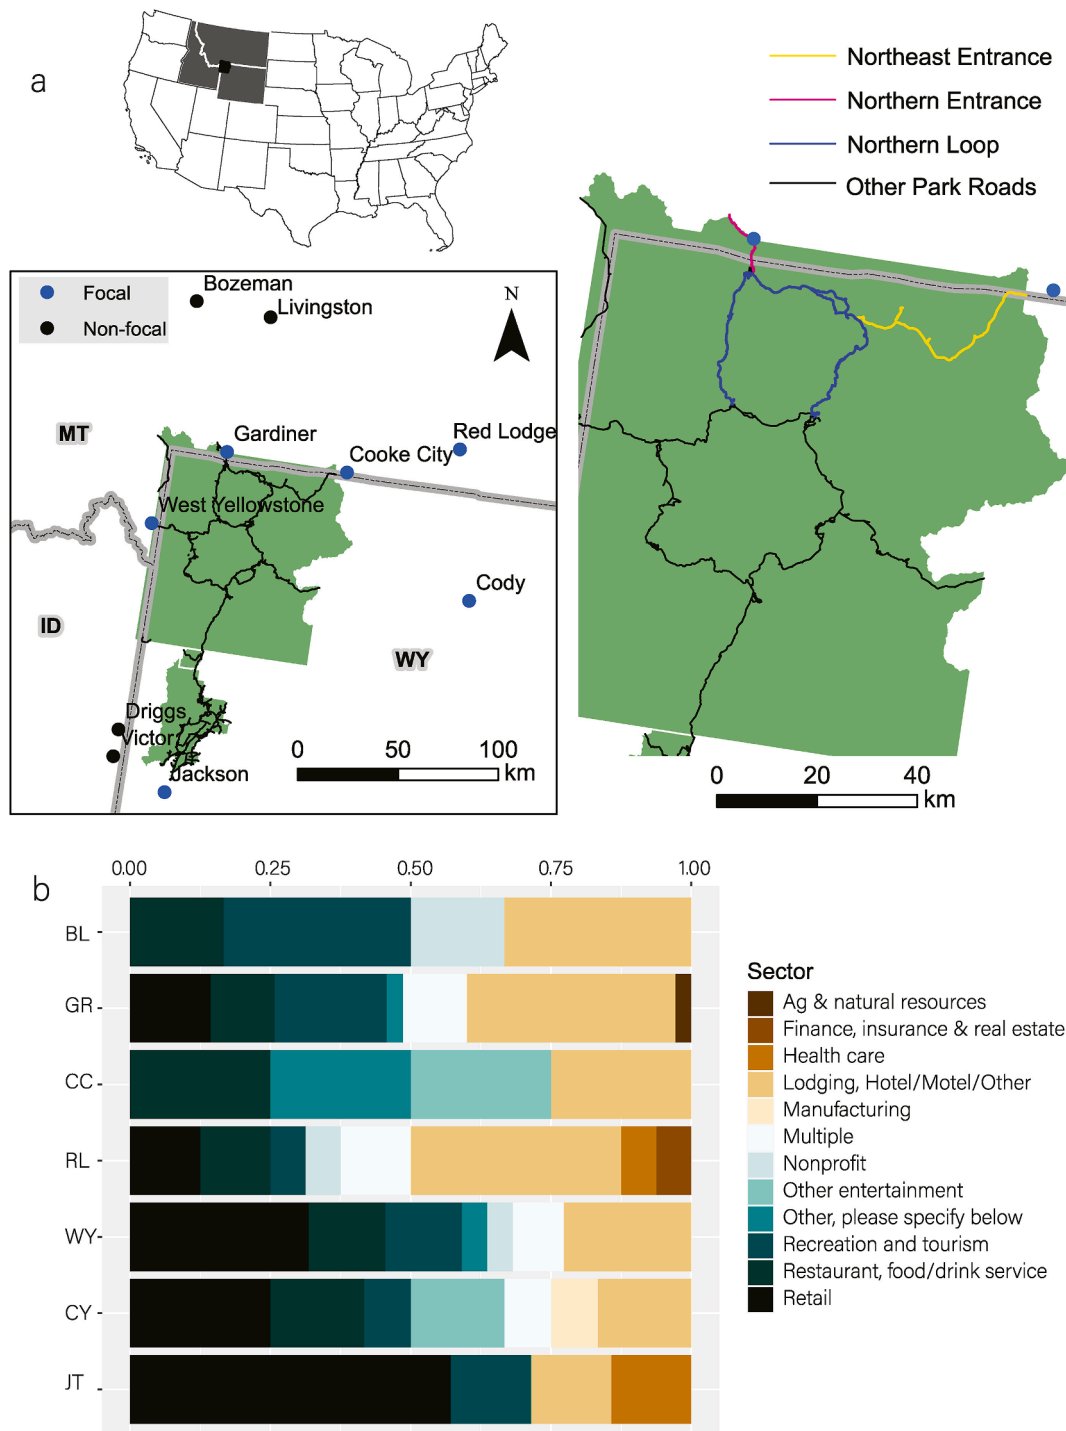 a
Northeast Entrance
Northern Entrance
Northern Loop
Other Park Roads
Focal
Non-focal
Bozeman
Livingston
N
MT
Gardiner
Red Lodge
Cooke City
West Yellowstone
Cody
ID
WY
Driggs
Victor
Jackson
0 50 100
km
0 20 40
km
b
0.00 0.25 0.50 0.75 1.00
BL
GR
CC
RL
WY
CY
JT
Sector
Ag & natural resources
Finance, insurance & real estate
Health care
Lodging, Hotel/Motel/Other
Manufacturing
Multiple
Nonprofit
Other entertainment
Other, please specify below
Recreation and tourism
Restaurant, food/drink service
Retail